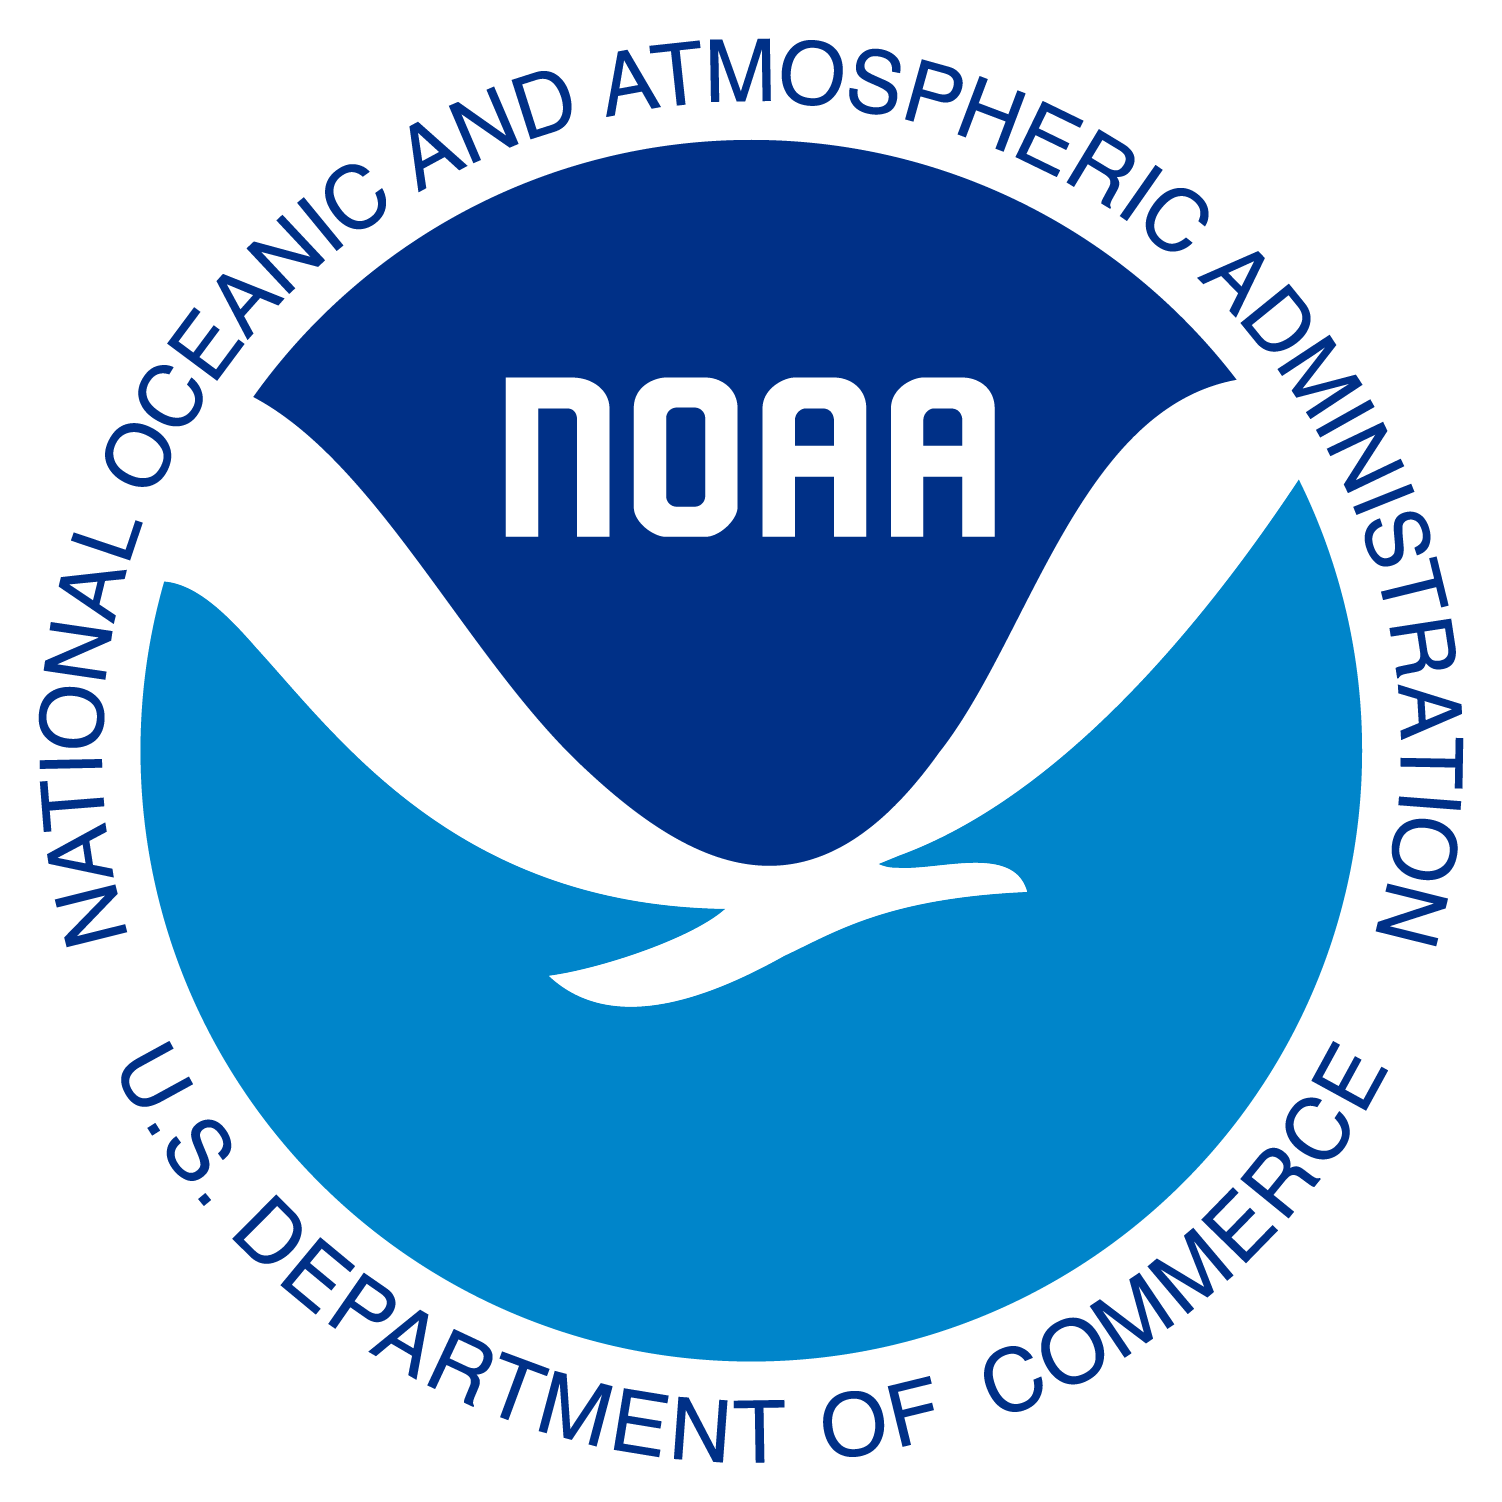 NATIONAL OCEANIC AND ATMOSPHERIC ADMINISTRATION
NOAA
U.S. DEPARTMENT OF COMMERCE